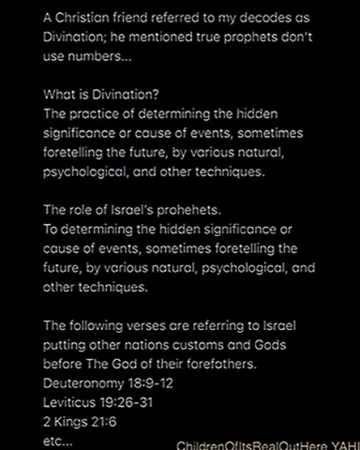 A Christian friend referred to my decodes as
Divination; he mentioned true prophets don't
use numbers...
What is Divination?
The practice of determining the hidden
significance or cause of events, sometimes
foretelling the future, by various natural,
psychological, and other techniques.
The role of Israel's prohehets.
To determining the hidden significance or
cause of events, sometimes foretelling the
future, by various natural, psychological, and
other techniques.
The following verses are referring to Israel
putting other nations customs and Gods
before The God of their forefathers.
Deuteronomy 18:9-12
Leviticus 19:26-31
2 Kings 21:6
etc...
ChildrenOfItsRealOutHere